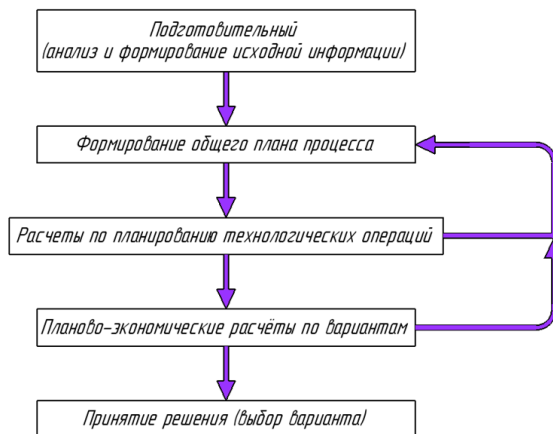 Подготовительный
(анализ и формирование исходной информации)
Формирование общего плана процесса
Расчеты по планированию технологических операций
Планово-экономические расчёты по вариантам
Принятие решения (выбор варианта)